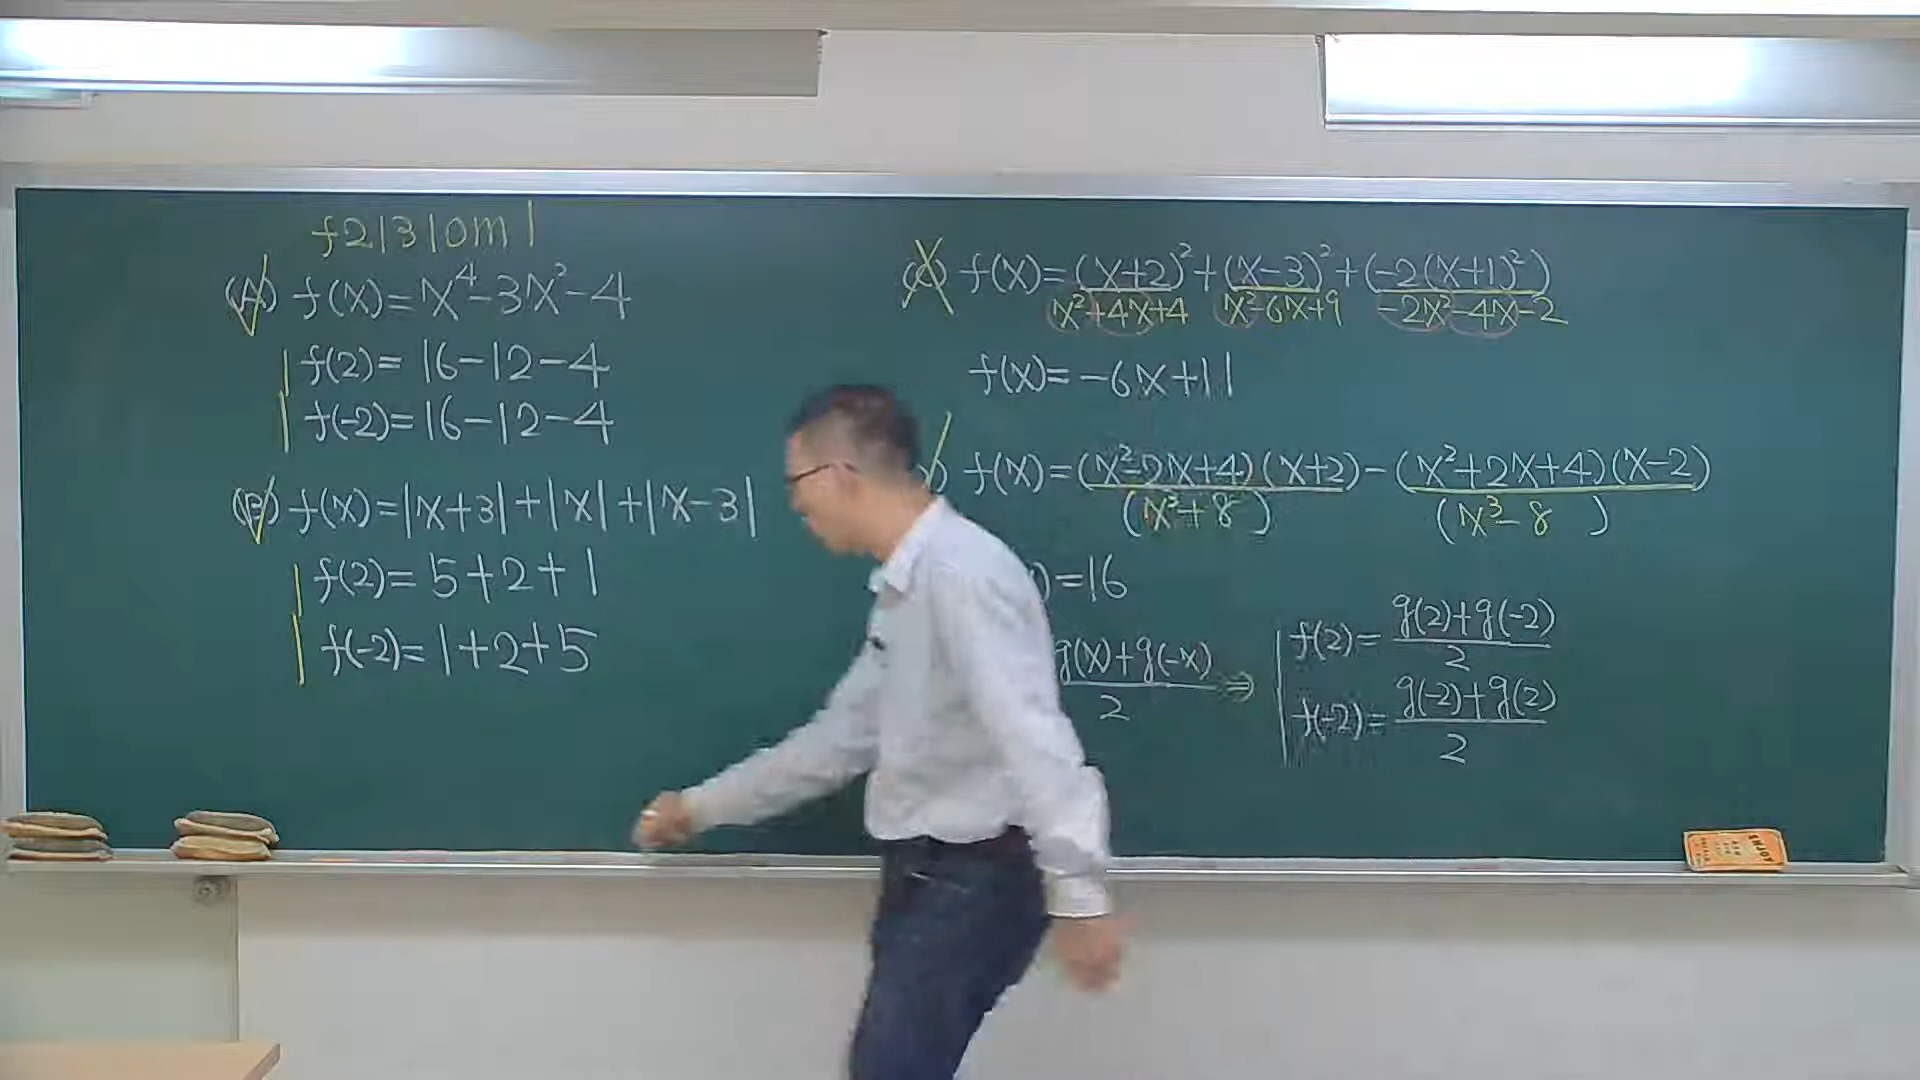 f21310m1
(A) f(x)=x⁴-3x²-4
f(2)=16-12-4
f(-2)=16-12-4
(B) f(x)=|x+3|+|x|+|x-3|
f(2)=5+2+1
f(-2)=1+2+5
(C) f(x)=(x+2)²+(x-3)²+(-2(x+1)²)
x²+4x+4 x²-6x+9 -2x²-4x-2
f(x)=-6x+11
) f(x)=(x²-2x+4)(x+2)-(x²+2x+4)(x-2)
(x³+8) (x³-8)
)=16
g(x)+g(-x)
2
⇒
f(2)=g(2)+g(-2)
2
f(-2)=g(-2)+g(2)
2
ENJOY